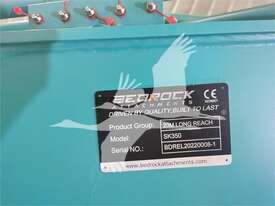 BEDROCK
ATTACHMENTS
DRIVEN BY QUALITY,BUILT TO LAST
Product Group: 20M LONG REACH
Model: SK350
Serial NO.: BDREL20220008-1
www.bedrockattachments.com